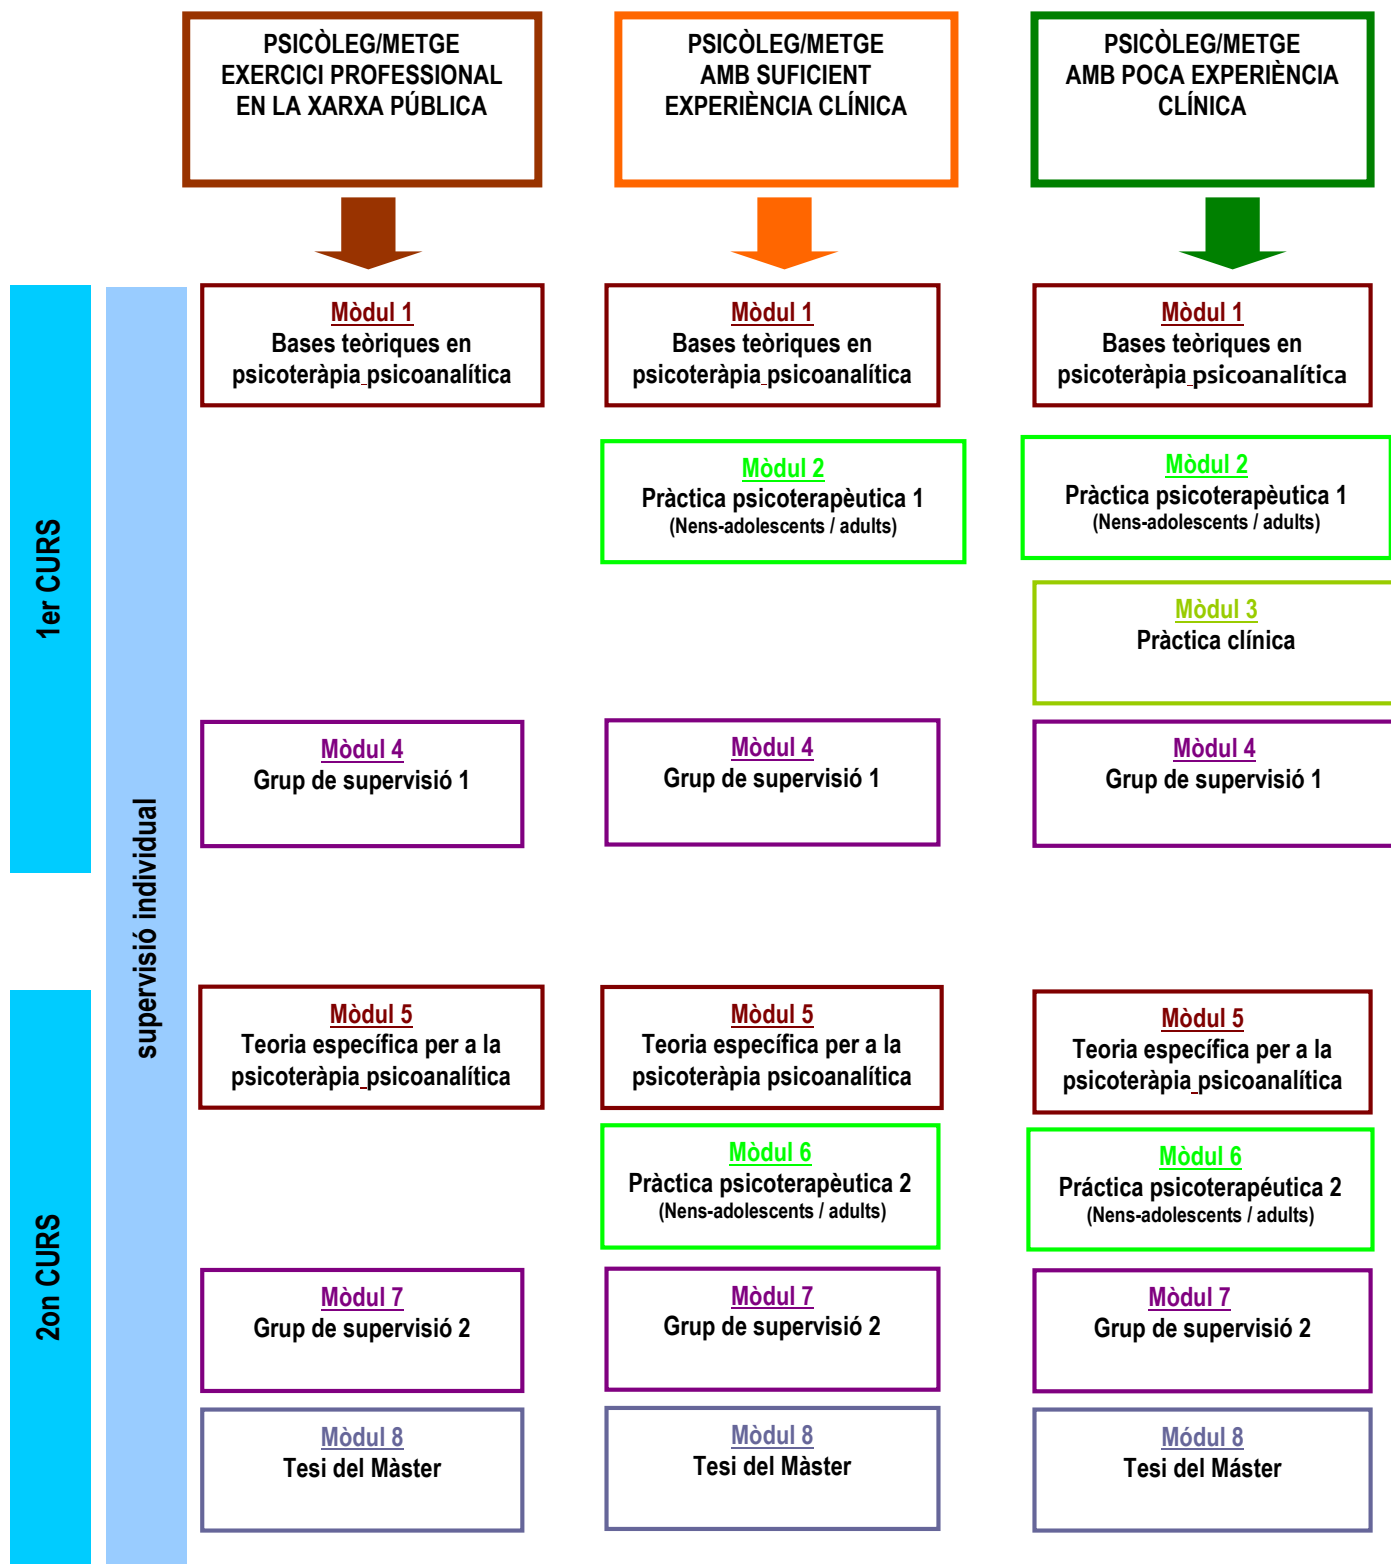 PSICÒLEG/METGE
EXERCICI PROFESSIONAL
EN LA XARXA PÚBLICA
PSICÒLEG/METGE
AMB SUFICIENT
EXPERIÈNCIA CLÍNICA
PSICÒLEG/METGE
AMB POCA EXPERIÈNCIA
CLÍNICA
1er CURS
supervisió individual
Mòdul 1
Bases teòriques en
psicoteràpia psicoanalítica
Mòdul 1
Bases teòriques en
psicoteràpia psicoanalítica
Mòdul 1
Bases teòriques en
psicoteràpia psicoanalítica
Mòdul 2
Pràctica psicoterapèutica 1
(Nens-adolescents / adults)
Mòdul 2
Pràctica psicoterapèutica 1
(Nens-adolescents / adults)
Mòdul 3
Pràctica clínica
Mòdul 4
Grup de supervisió 1
Mòdul 4
Grup de supervisió 1
Mòdul 4
Grup de supervisió 1
2on CURS
Mòdul 5
Teoria específica per a la
psicoteràpia psicoanalítica
Mòdul 5
Teoria específica per a la
psicoteràpia psicoanalítica
Mòdul 5
Teoria específica per a la
psicoteràpia psicoanalítica
Mòdul 6
Pràctica psicoterapèutica 2
(Nens-adolescents / adults)
Mòdul 6
Práctica psicoterapéutica 2
(Nens-adolescents / adults)
Mòdul 7
Grup de supervisió 2
Mòdul 7
Grup de supervisió 2
Mòdul 7
Grup de supervisió 2
Mòdul 8
Tesi del Màster
Mòdul 8
Tesi del Màster
Módul 8
Tesi del Máster